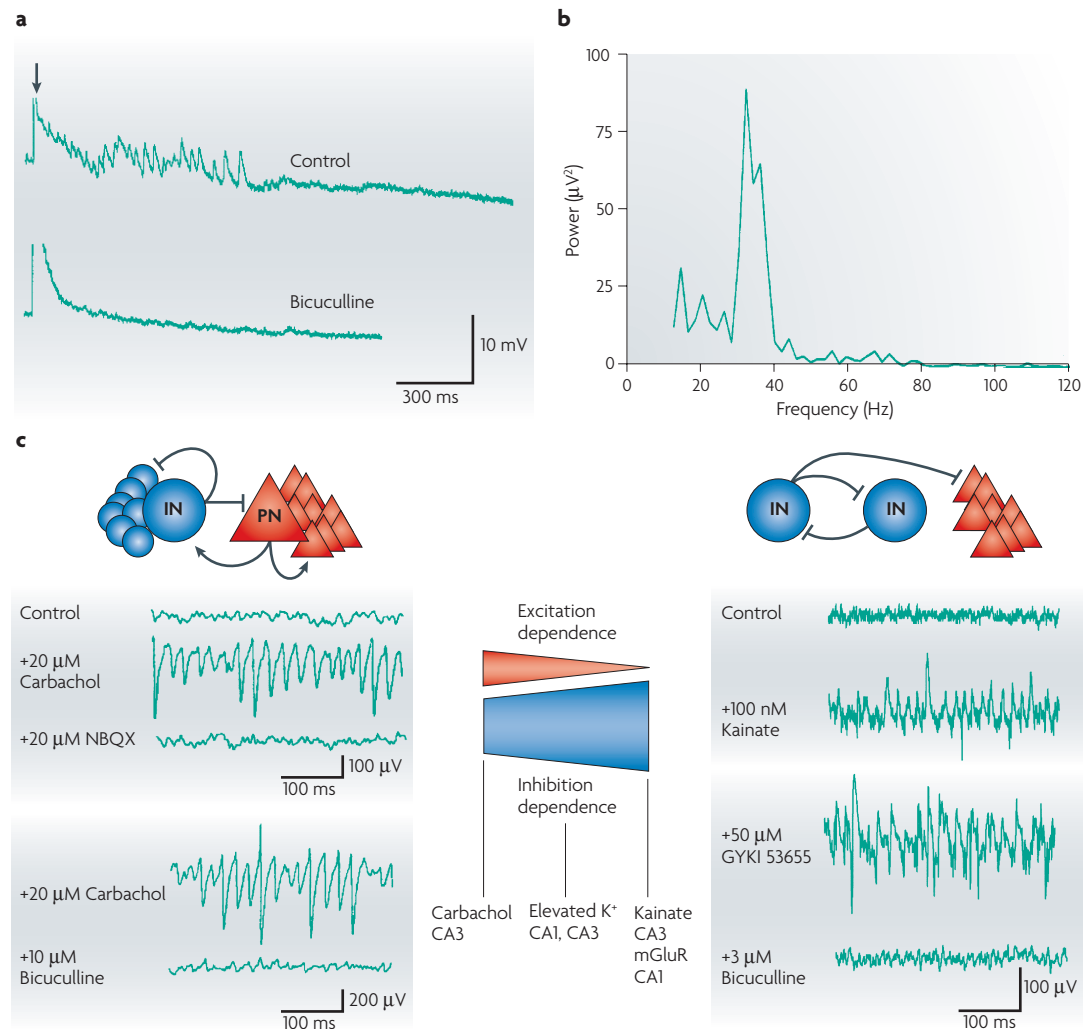 a
Control
Bicuculline
10 mV
300 ms
b
100
75
50
25
0
Power (µV²)
0
20
40
60
80
100
120
Frequency (Hz)
c
IN
PN
Control
+20 µM
Carbachol
+20 µM NBQX
100 µV
100 ms
+20 µM Carbachol
+10 µM
Bicuculline
200 µV
100 ms
Excitation
dependence
Inhibition
dependence
Carbachol
CA3
Elevated K⁺
CA1, CA3
Kainate
CA3
mGluR
CA1
IN
IN
Control
+100 nM
Kainate
+50 µM
GYKI 53655
+3 µM
Bicuculline
100 µV
100 ms